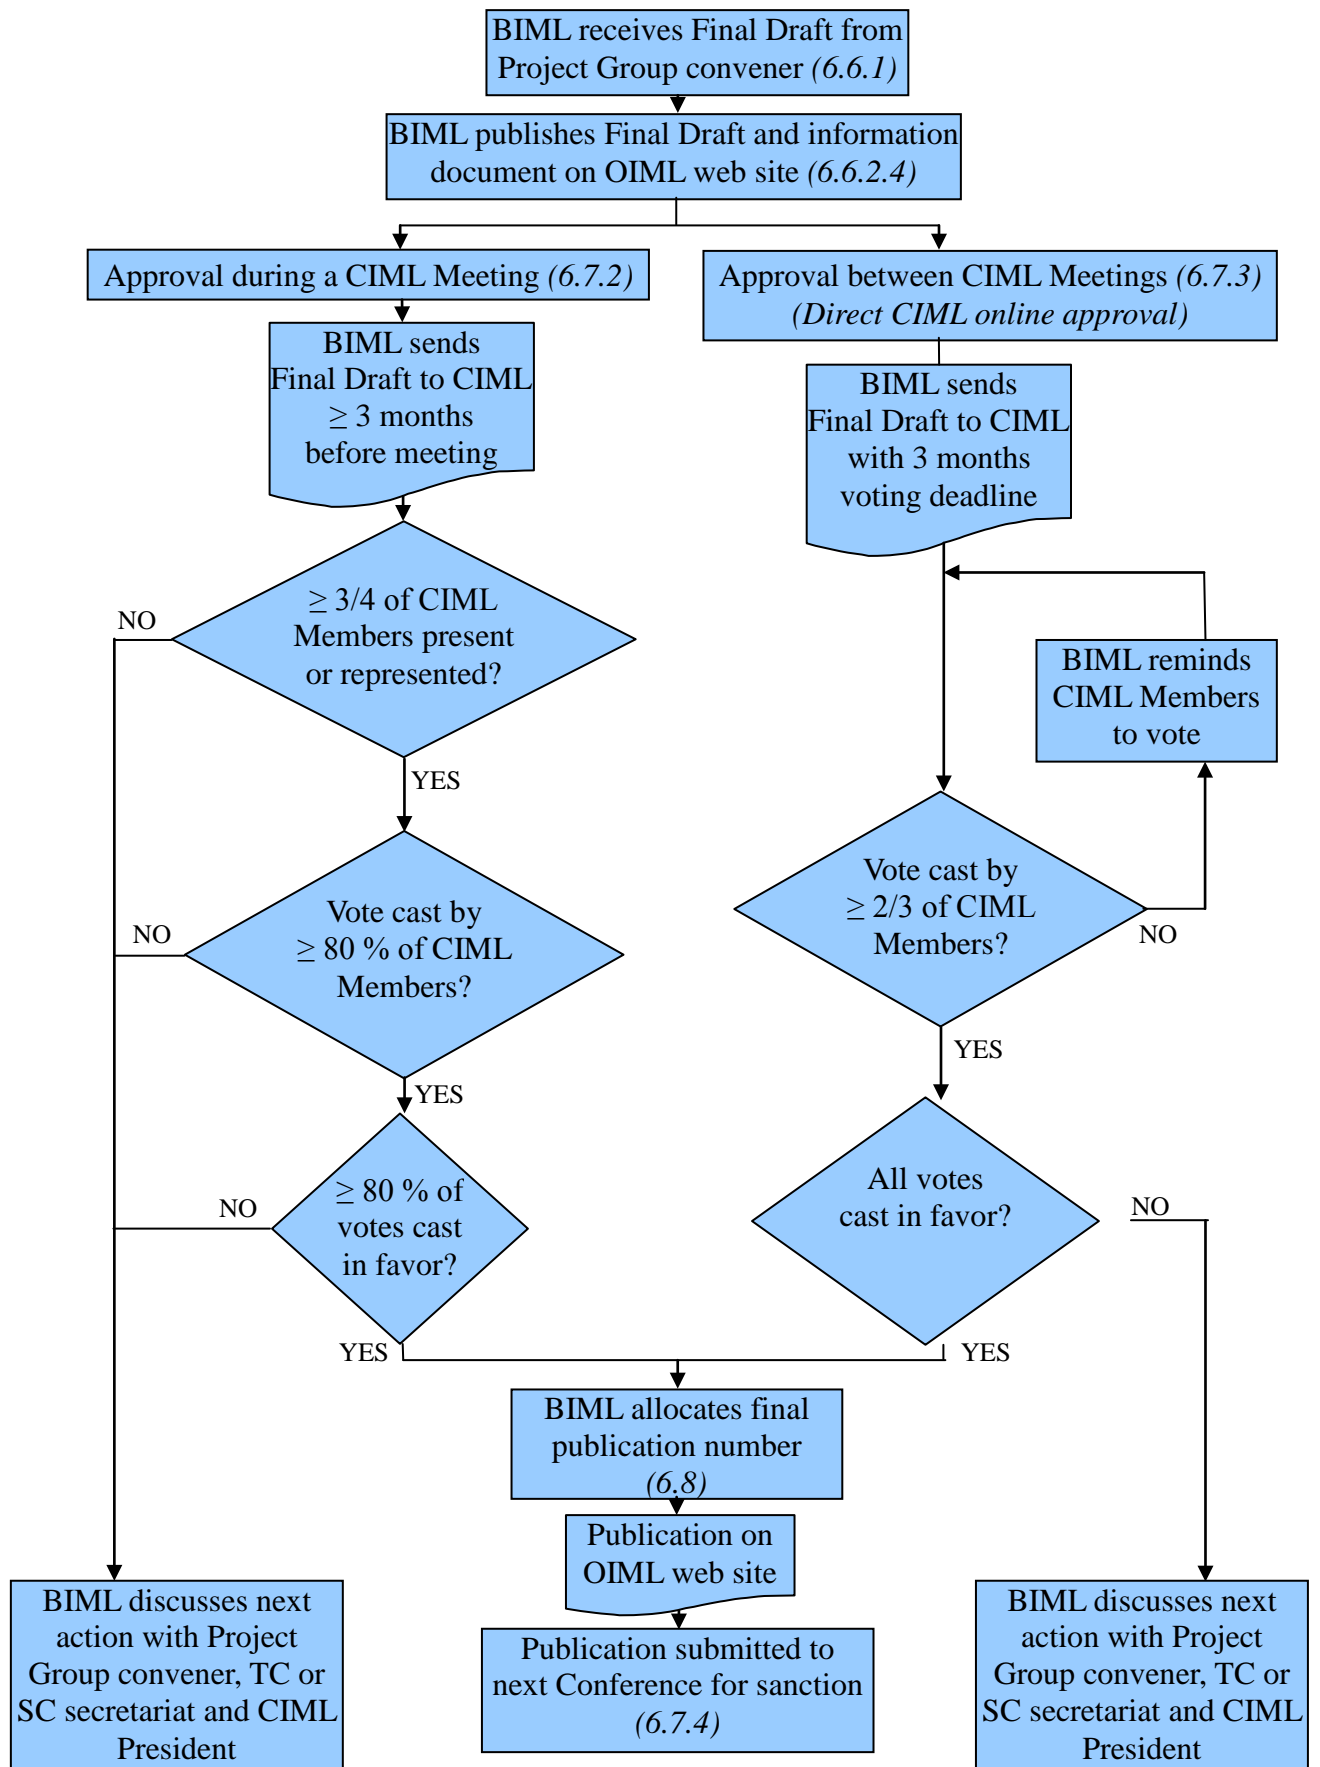 BIML receives Final Draft from
Project Group convener (6.6.1)
BIML publishes Final Draft and information
document on OIML web site (6.6.2.4)
Approval during a CIML Meeting (6.7.2)
Approval between CIML Meetings (6.7.3)
(Direct CIML online approval)
BIML sends
Final Draft to CIML
≥ 3 months
before meeting
BIML sends
Final Draft to CIML
with 3 months
voting deadline
≥ 3/4 of CIML
Members present
or represented?
NO
YES
BIML reminds
CIML Members
to vote
Vote cast by
≥ 80 % of CIML
Members?
NO
YES
Vote cast by
≥ 2/3 of CIML
Members?
NO
YES
≥ 80 % of
votes cast
in favor?
NO
YES
All votes
cast in favor?
NO
YES
BIML allocates final
publication number
(6.8)
Publication on
OIML web site
Publication submitted to
next Conference for sanction
(6.7.4)
BIML discusses next
action with Project
Group convener, TC or
SC secretariat and CIML
President
BIML discusses next
action with Project
Group convener, TC or
SC secretariat and CIML
President